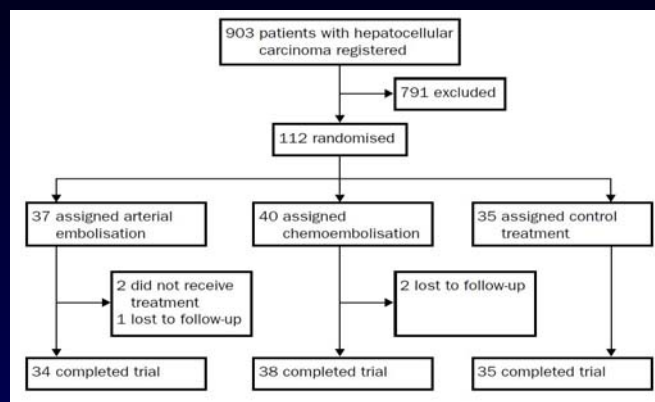 903 patients with hepatocellular
carcinoma registered
791 excluded
112 randomised
37 assigned arterial
embolisation
40 assigned
chemoembolisation
35 assigned control
treatment
2 did not receive
treatment
1 lost to follow-up
2 lost to follow-up
34 completed trial
38 completed trial
35 completed trial